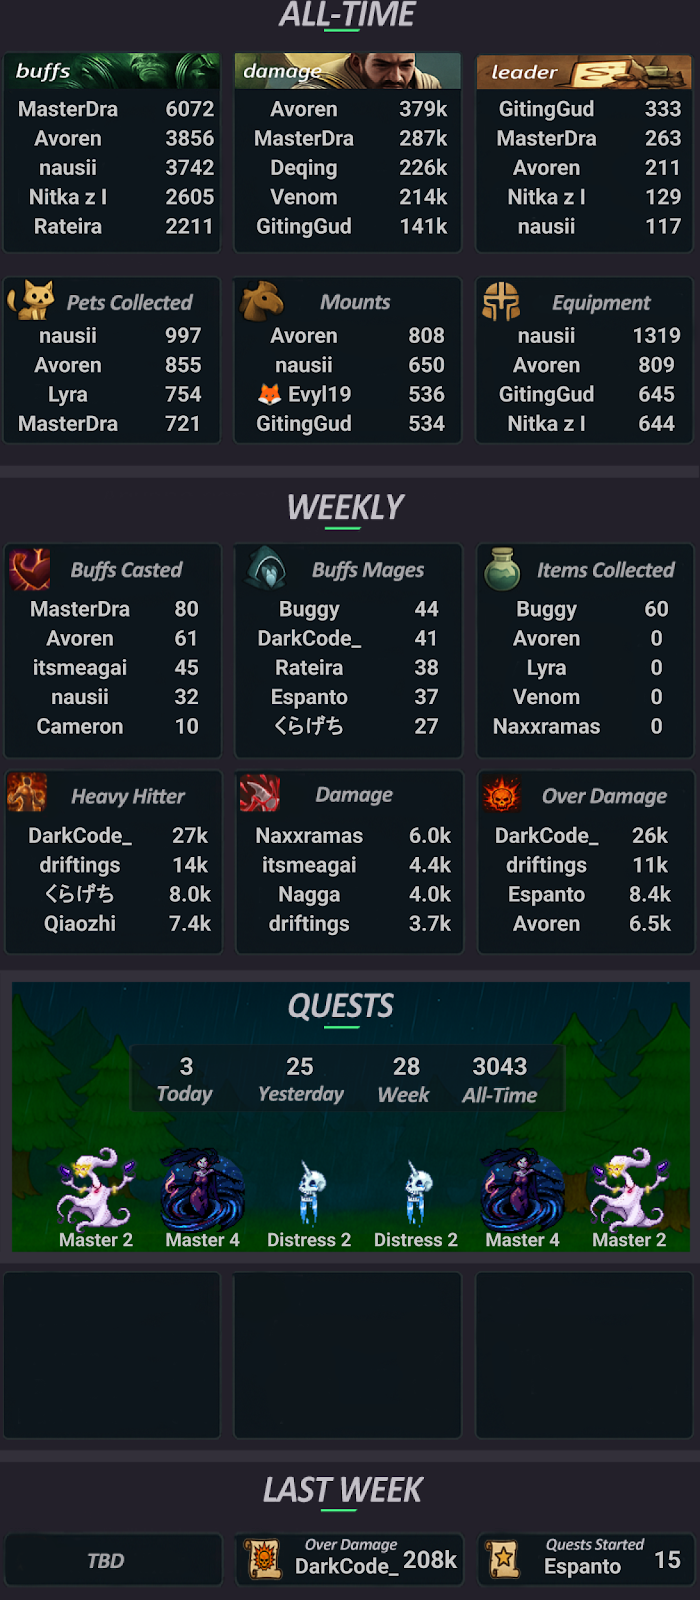 ALL-TIME
buffs
MasterDra 6072
Avoren 3856
nausii 3742
Nitka z I 2605
Rateira 2211
damage
Avoren 379k
MasterDra 287k
Deqing 226k
Venom 214k
GitingGud 141k
leader
GitingGud 333
MasterDra 263
Avoren 211
Nitka z I 129
nausii 117
Pets Collected
nausii 997
Avoren 855
Lyra 754
MasterDra 721
Mounts
Avoren 808
nausii 650
🦊 Evyl19 536
GitingGud 534
Equipment
nausii 1319
Avoren 809
GitingGud 645
Nitka z I 644
WEEKLY
Buffs Casted
MasterDra 80
Avoren 61
itsmeagai 45
nausii 32
Cameron 10
Buffs Mages
Buggy 44
DarkCode_ 41
Rateira 38
Espanto 37
くらげち 27
Items Collected
Buggy 60
Avoren 0
Lyra 0
Venom 0
Naxxramas 0
Heavy Hitter
DarkCode_ 27k
driftings 14k
くらげち 8.0k
Qiaozhi 7.4k
Damage
Naxxramas 6.0k
itsmeagai 4.4k
Nagga 4.0k
driftings 3.7k
Over Damage
DarkCode_ 26k
driftings 11k
Espanto 8.4k
Avoren 6.5k
QUESTS
3 25 28 3043
Today Yesterday Week All-Time
Master 2 Master 4 Distress 2 Distress 2 Master 4 Master 2
LAST WEEK
TBD
Over Damage
DarkCode_ 208k
Quests Started
Espanto 15